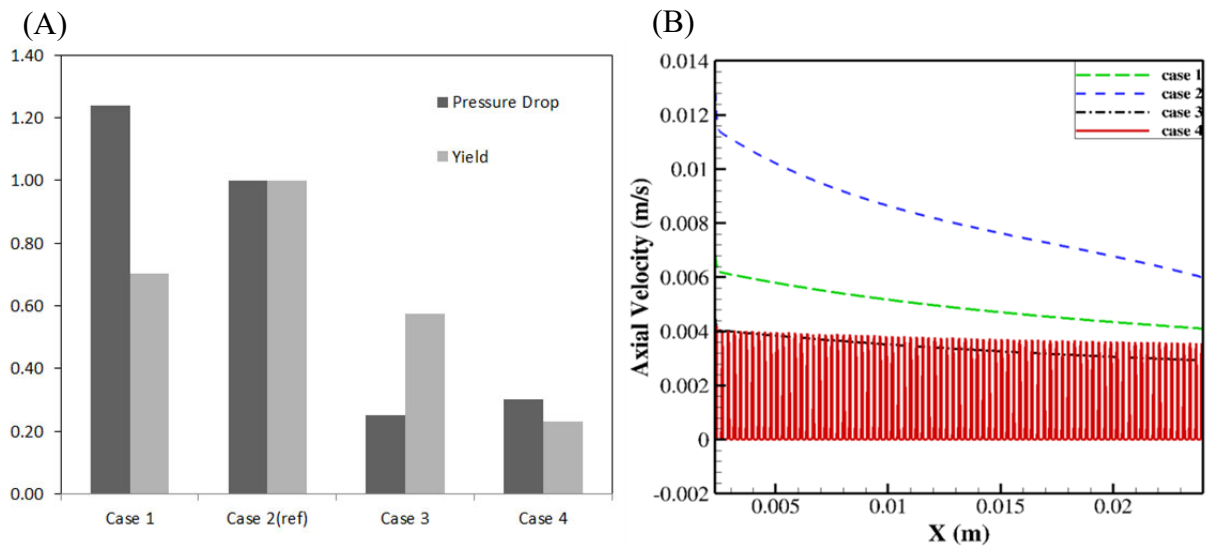 (A)
1.40
1.20
1.00
0.80
0.60
0.40
0.20
0.00
Pressure Drop
Yield
Case 1
Case 2(ref)
Case 3
Case 4
(B)
0.014
0.012
0.01
0.008
0.006
0.004
0.002
0
-0.002
Axial Velocity (m/s)
case 1
case 2
case 3
case 4
0.005
0.01
0.015
0.02
X (m)